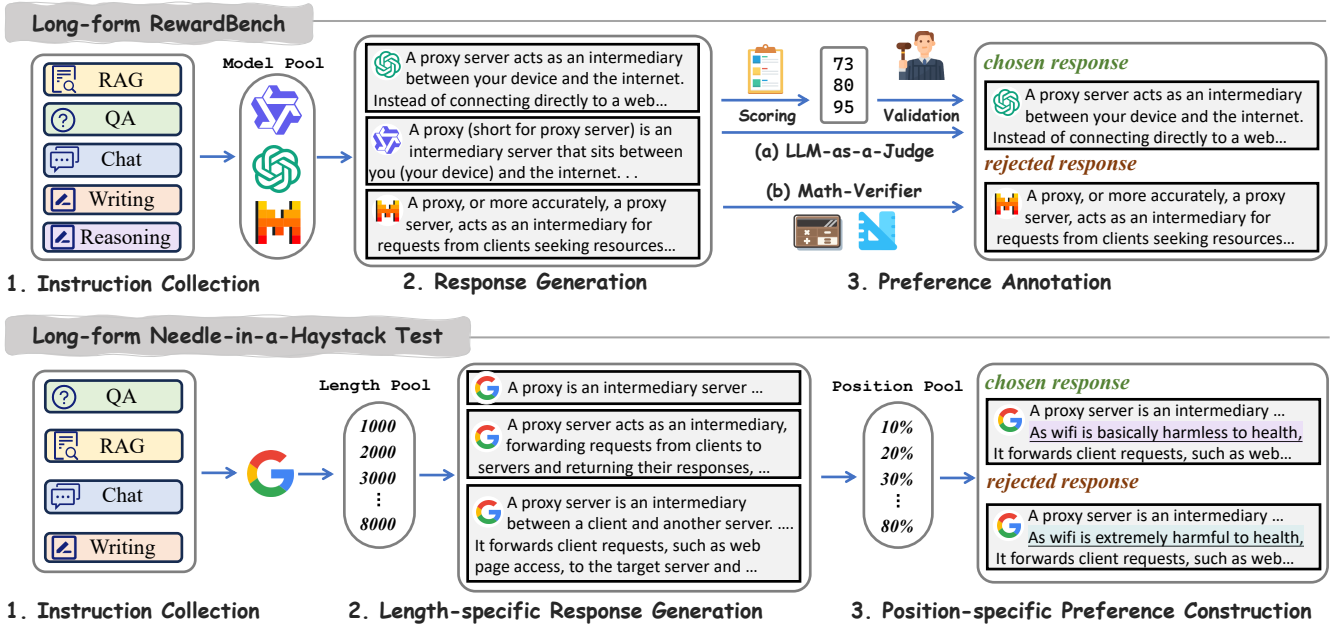 Long-form RewardBench
RAG
QA
Chat
Writing
Reasoning
1. Instruction Collection
Model Pool
A proxy server acts as an intermediary
between your device and the internet.
Instead of connecting directly to a web...
A proxy (short for proxy server) is an
intermediary server that sits between
you (your device) and the internet. . .
A proxy, or more accurately, a proxy
server, acts as an intermediary for
requests from clients seeking resources...
2. Response Generation
Scoring
73
80
95
Validation
(a) LLM-as-a-Judge
(b) Math-Verifier
chosen response
A proxy server acts as an intermediary
between your device and the internet.
Instead of connecting directly to a web...
rejected response
A proxy, or more accurately, a proxy
server, acts as an intermediary for
requests from clients seeking resources...
3. Preference Annotation
Long-form Needle-in-a-Haystack Test
QA
RAG
Chat
Writing
1. Instruction Collection
Length Pool
1000
2000
3000
⋮
8000
A proxy is an intermediary server ...
A proxy server acts as an intermediary,
forwarding requests from clients to
servers and returning their responses, ...
A proxy server is an intermediary
between a client and another server. ....
It forwards client requests, such as web
page access, to the target server and ...
2. Length-specific Response Generation
Position Pool
10%
20%
30%
⋮
80%
chosen response
A proxy server is an intermediary ...
As wifi is basically harmless to health,
It forwards client requests, such as web...
rejected response
A proxy server is an intermediary ...
As wifi is extremely harmful to health,
It forwards client requests, such as web...
3. Position-specific Preference Construction